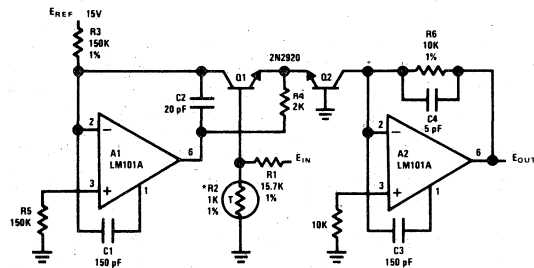 EREF 15V
R3
150K
1%
2N2920
R6
10K
1%
Q1
Q2
C2
20 pF
R4
2K
C4
5 pF
2
A1
LM101A
6
3
1
EIN
R1
15.7K
1%
*R2
1K
1%
T
R5
150K
C1
150 pF
2
A2
LM101A
6
EOUT
3
1
10K
C3
150 pF